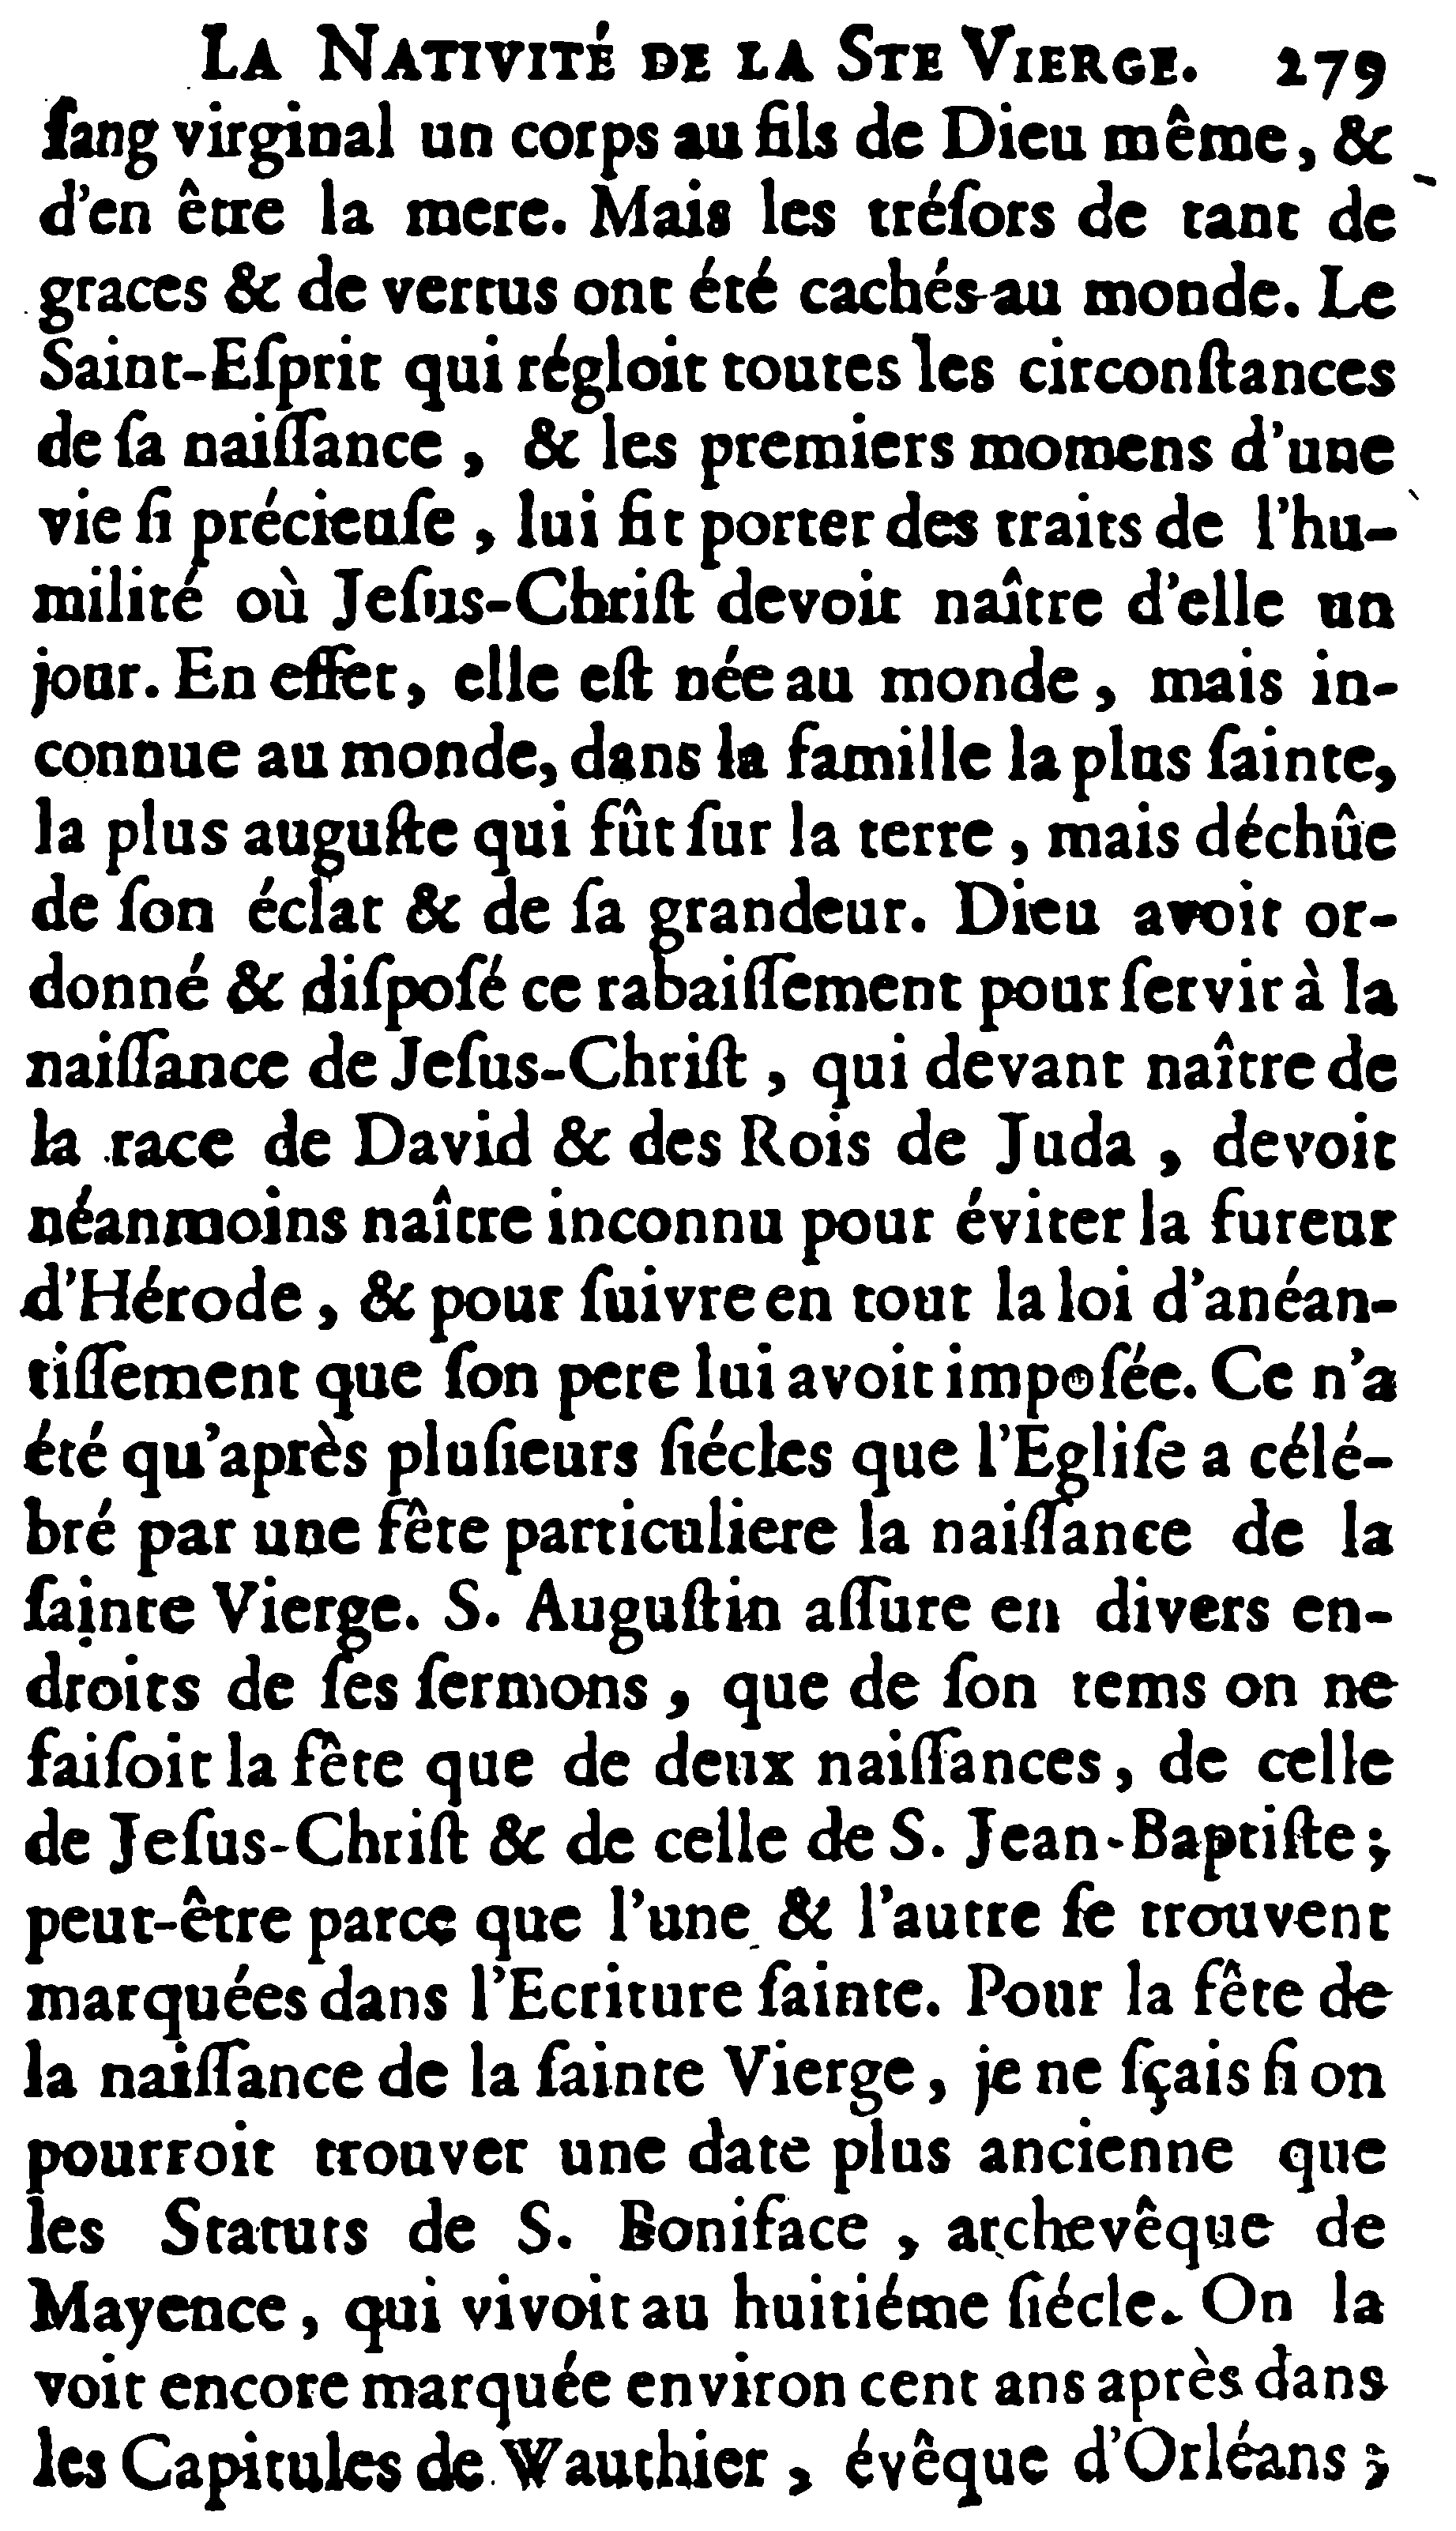 LA NATIVITÉ DE LA STE VIERGE. 279
ſang virginal un corps au fils de Dieu même, &
d'en être la mere. Mais les tréſors de tant de
graces & de vertus ont été cachés au monde. Le
Saint-Eſprit qui régloit toutes les circonſtances
de ſa naiſſance, & les premiers momens d'une
vie ſi précieuſe, lui fit porter des traits de l'hu-
milité où Jeſus-Chriſt devoit naître d'elle un
jour. En effet, elle eſt née au monde, mais in-
connue au monde, dans la famille la plus ſainte,
la plus auguſte qui fût ſur la terre, mais déchûe
de ſon éclat & de ſa grandeur. Dieu avoit or-
donné & diſpoſé ce rabaiſſement pour ſervir à la
naiſſance de Jeſus-Chriſt, qui devant naître de
la race de David & des Rois de Juda, devoit
néanmoins naître inconnu pour éviter la fureur
d'Hérode, & pour ſuivre en tout la loi d'anéan-
tiſſement que ſon pere lui avoit impoſée. Ce n'a
été qu'après pluſieurs ſiécles que l'Egliſe a célé-
bré par une fête particuliere la naiſſance de la
ſainte Vierge. S. Auguſtin aſſure en divers en-
droits de ſes ſermons, que de ſon tems on ne
faiſoit la fête que de deux naiſſances, de celle
de Jeſus-Chriſt & de celle de S. Jean-Baptiſte;
peut-être parce que l'une & l'autre ſe trouvent
marquées dans l'Ecriture ſainte. Pour la fête de
la naiſſance de la ſainte Vierge, je ne ſçais ſi on
pourroit trouver une date plus ancienne que
les Statuts de S. Boniface, archevêque de
Mayence, qui vivoit au huitiéme ſiécle. On la
voit encore marquée environ cent ans après dans
les Capitules de Wauthier, évêque d'Orléans;